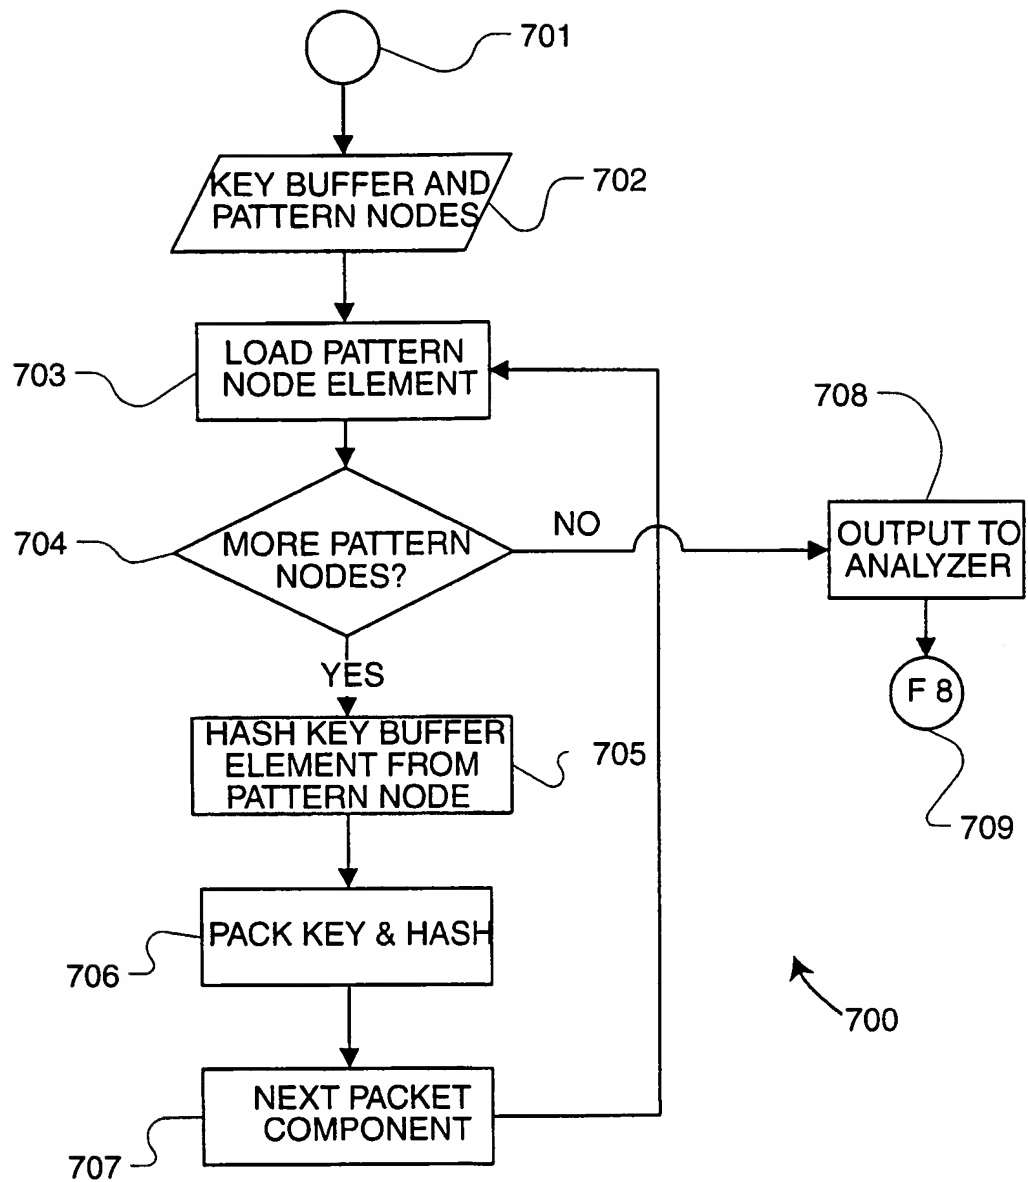 701
KEY BUFFER AND
PATTERN NODES
702
LOAD PATTERN
NODE ELEMENT
703
MORE PATTERN
NODES?
704
NO
708
OUTPUT TO
ANALYZER
F 8
709
YES
HASH KEY BUFFER
ELEMENT FROM
PATTERN NODE
705
PACK KEY & HASH
706
700
NEXT PACKET
COMPONENT
707